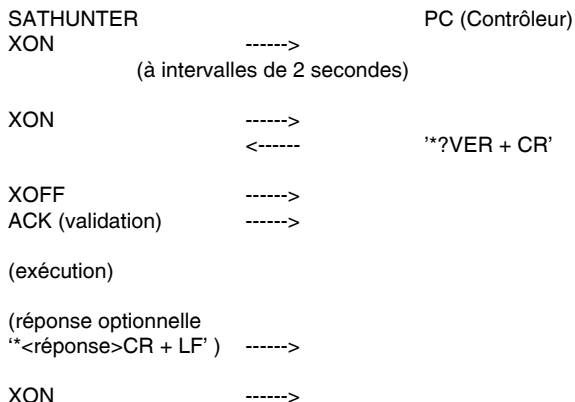 SATHUNTER PC (Contrôleur)
XON ------>
(à intervalles de 2 secondes)
XON ------>
<------ '*?VER + CR'
XOFF ------>
ACK (validation) ------>
(exécution)
(réponse optionnelle
‘*<réponse>CR + LF’ ) ------>
XON ------>